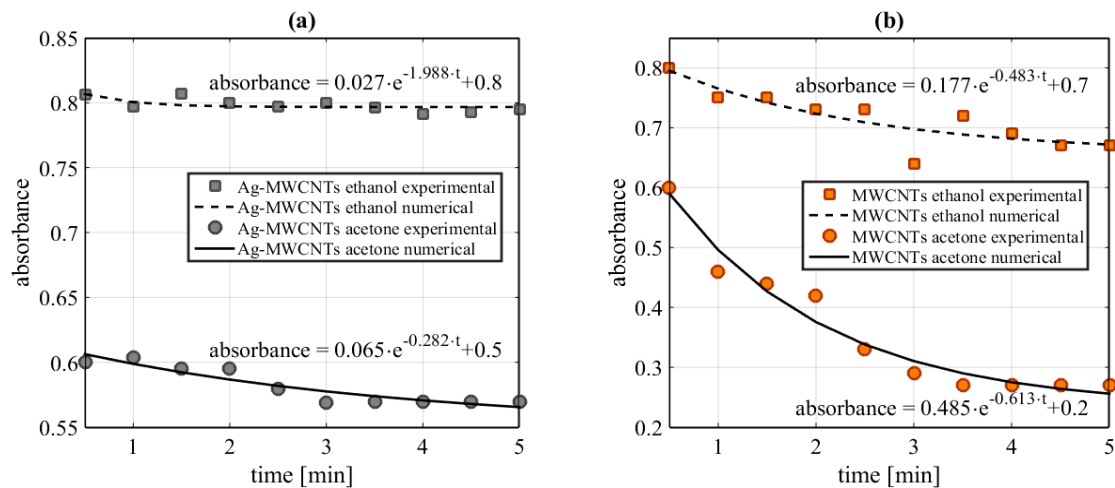 (a)
absorbance = 0.027·e^-1.988·t+0.8
absorbance
0.85
0.8
0.75
0.7
0.65
0.6
0.55
Ag-MWCNTs ethanol experimental
Ag-MWCNTs ethanol numerical
Ag-MWCNTs acetone experimental
Ag-MWCNTs acetone numerical
absorbance = 0.065·e^-0.282·t+0.5
1 2 3 4 5
time [min]
(b)
absorbance = 0.177·e^-0.483·t+0.7
absorbance
0.8
0.7
0.6
0.5
0.4
0.3
0.2
MWCNTs ethanol experimental
MWCNTs ethanol numerical
MWCNTs acetone experimental
MWCNTs acetone numerical
absorbance = 0.485·e^-0.613·t+0.2
1 2 3 4 5
time [min]